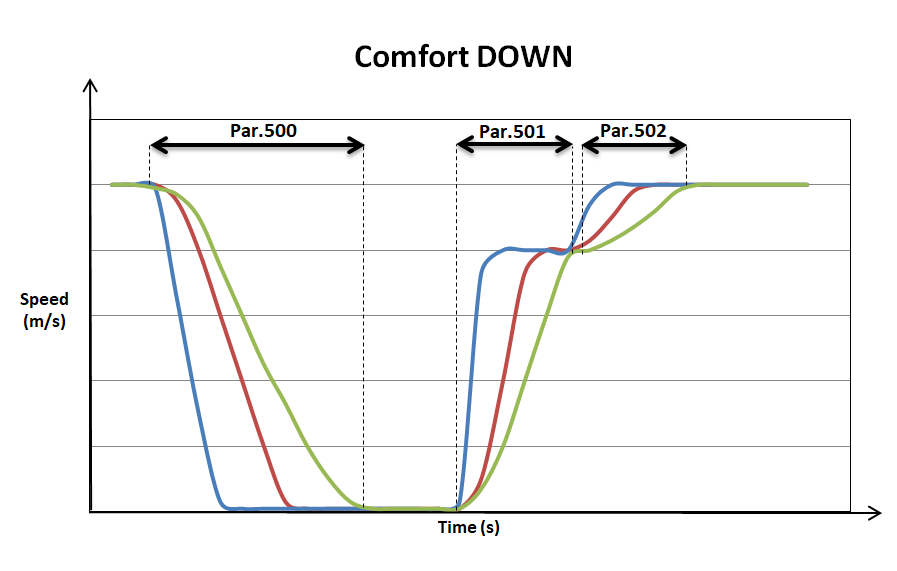 Comfort DOWN
Par.500
Par.501
Par.502
Speed
(m/s)
Time (s)